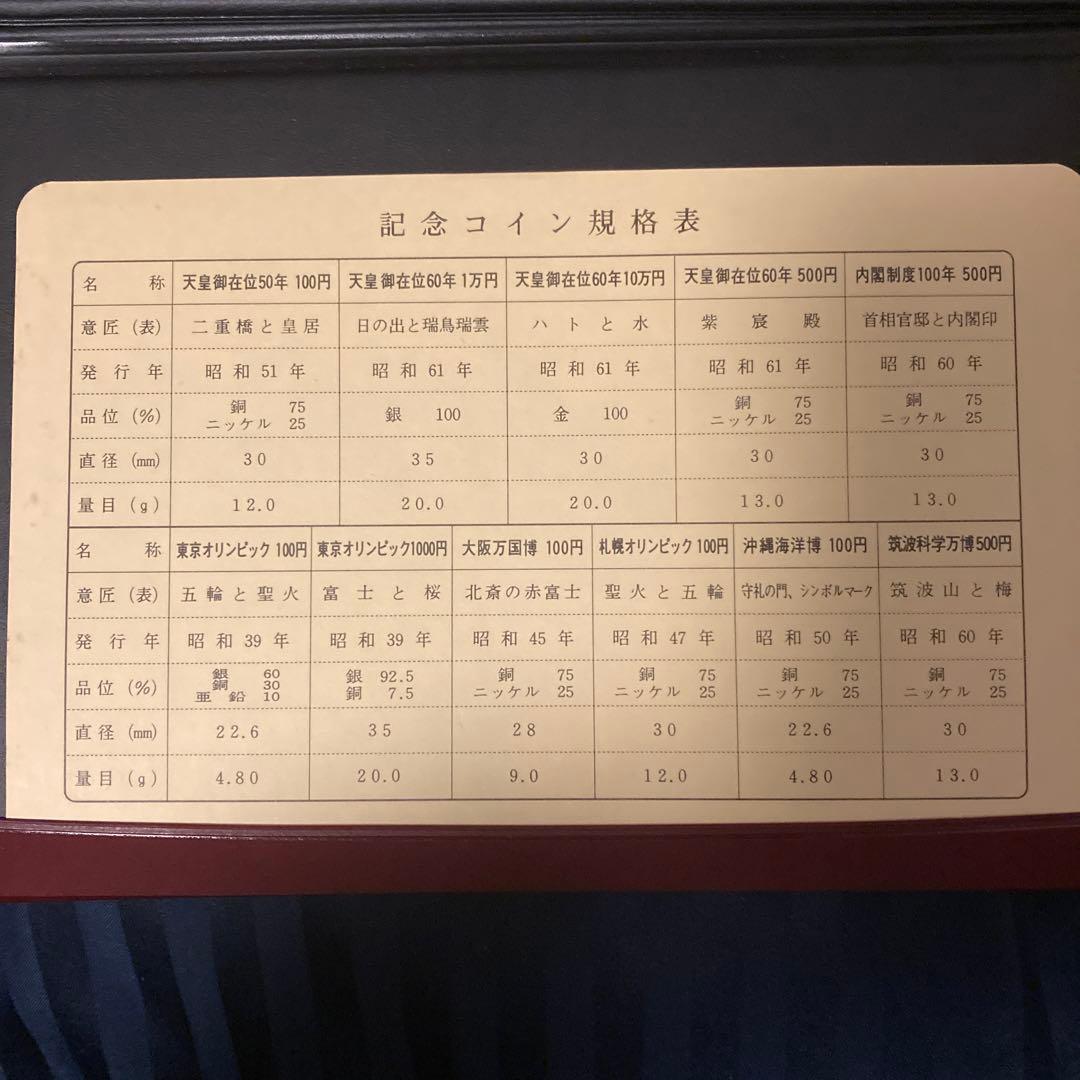 記念コイン規格表
名称 天皇御在位50年 100円 天皇御在位60年 1万円 天皇御在位60年10万円 天皇御在位60年 500円 内閣制度100年 500円
意匠(表) 二重橋と皇居 日の出と瑞鳥瑞雲 ハトと水 紫宸殿 首相官邸と内閣印
発行年 昭和51年 昭和61年 昭和61年 昭和61年 昭和60年
品位(%) 銅 75 ニッケル 25 銀 100 金 100 銅 75 ニッケル 25 銅 75 ニッケル 25
直径(mm) 30 35 30 30 30
量目(g) 12.0 20.0 20.0 13.0 13.0
名称 東京オリンピック 100円 東京オリンピック1000円 大阪万国博 100円 札幌オリンピック 100円 沖縄海洋博 100円 筑波科学万博500円
意匠(表) 五輪と聖火 富士と桜 北斎の赤富士 聖火と五輪 守礼の門、シンボルマーク 筑波山と梅
発行年 昭和39年 昭和39年 昭和45年 昭和47年 昭和50年 昭和60年
品位(%) 銀 60 銅 30 亜鉛 10 銀 92.5 銅 7.5 銅 75 ニッケル 25 銅 75 ニッケル 25 銅 75 ニッケル 25 銅 75 ニッケル 25
直径(mm) 22.6 35 28 30 22.6 30
量目(g) 4.80 20.0 9.0 12.0 4.80 13.0